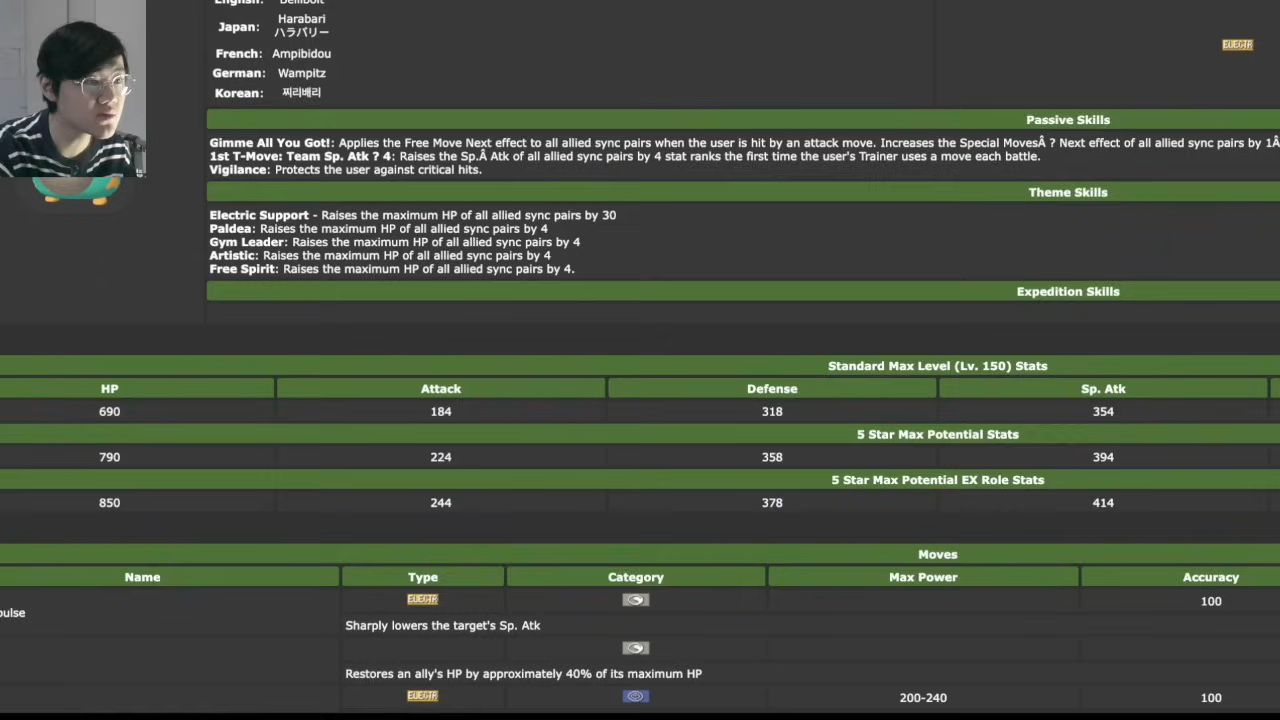 English: Bellibolt
Japan: Harabari
ハラバリー
French: Ampibidou
German: Wampitz
Korean: 찌리배리
ELECTR
Passive Skills
Gimme All You Got!: Applies the Free Move Next effect to all allied sync pairs when the user is hit by an attack move. Increases the Special MovesÂ ? Next effect of all allied sync pairs by 1Â
1st T-Move: Team Sp. Atk ? 4: Raises the Sp.Â Atk of all allied sync pairs by 4 stat ranks the first time the user's Trainer uses a move each battle.
Vigilance: Protects the user against critical hits.
Theme Skills
Electric Support - Raises the maximum HP of all allied sync pairs by 30
Paldea: Raises the maximum HP of all allied sync pairs by 4
Gym Leader: Raises the maximum HP of all allied sync pairs by 4
Artistic: Raises the maximum HP of all allied sync pairs by 4
Free Spirit: Raises the maximum HP of all allied sync pairs by 4.
Expedition Skills
Standard Max Level (Lv. 150) Stats
HP Attack Defense Sp. Atk
690 184 318 354
5 Star Max Potential Stats
790 224 358 394
5 Star Max Potential EX Role Stats
850 244 378 414
Moves
Name Type Category Max Power Accuracy
ELECTR 100
pulse
Sharply lowers the target's Sp. Atk
Restores an ally's HP by approximately 40% of its maximum HP
ELECTR 200-240 100